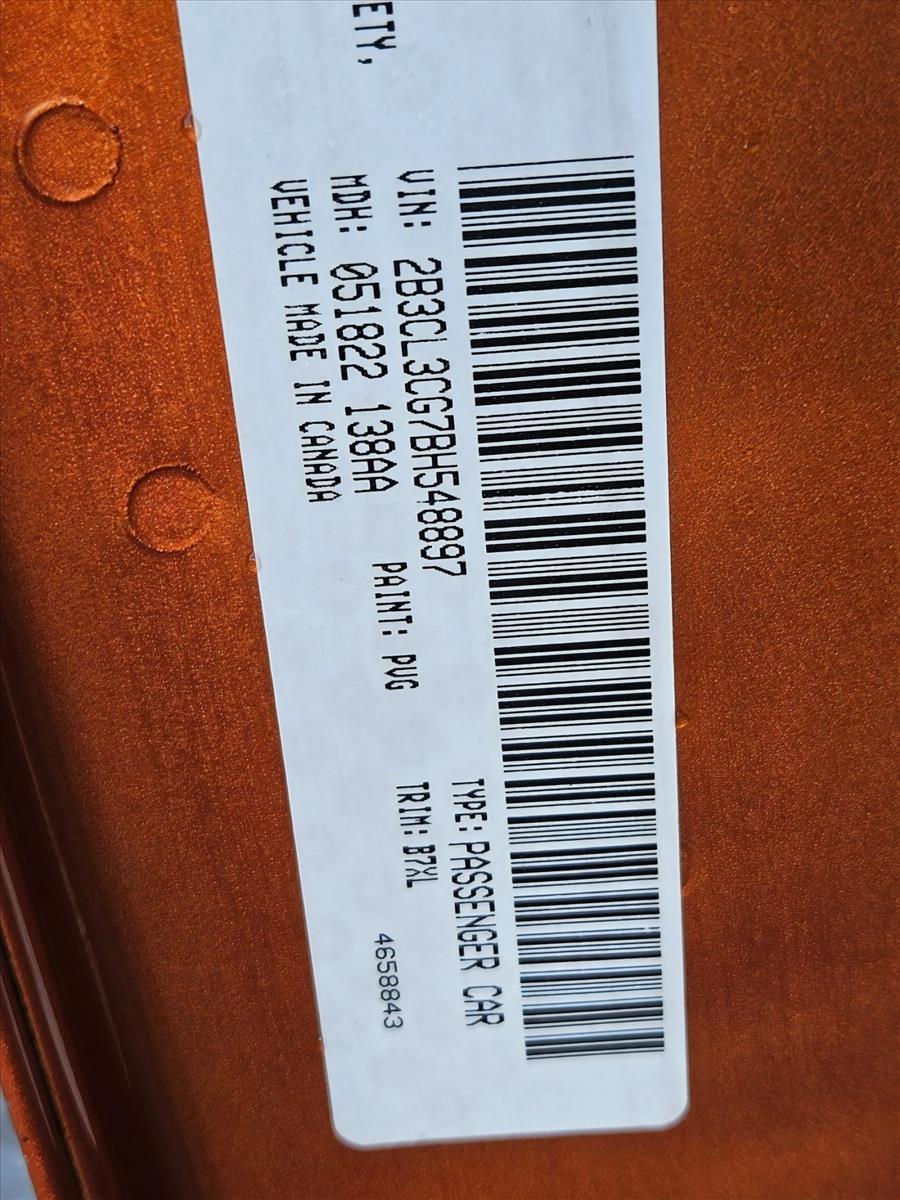 ETY,
VIN: 2B3CL3CG7BH548897
TYPE: PASSENGER CAR
MDH: 051822 138AA
PAINT: PVG
TRIM: B7XL
VEHICLE MADE IN CANADA
4658843